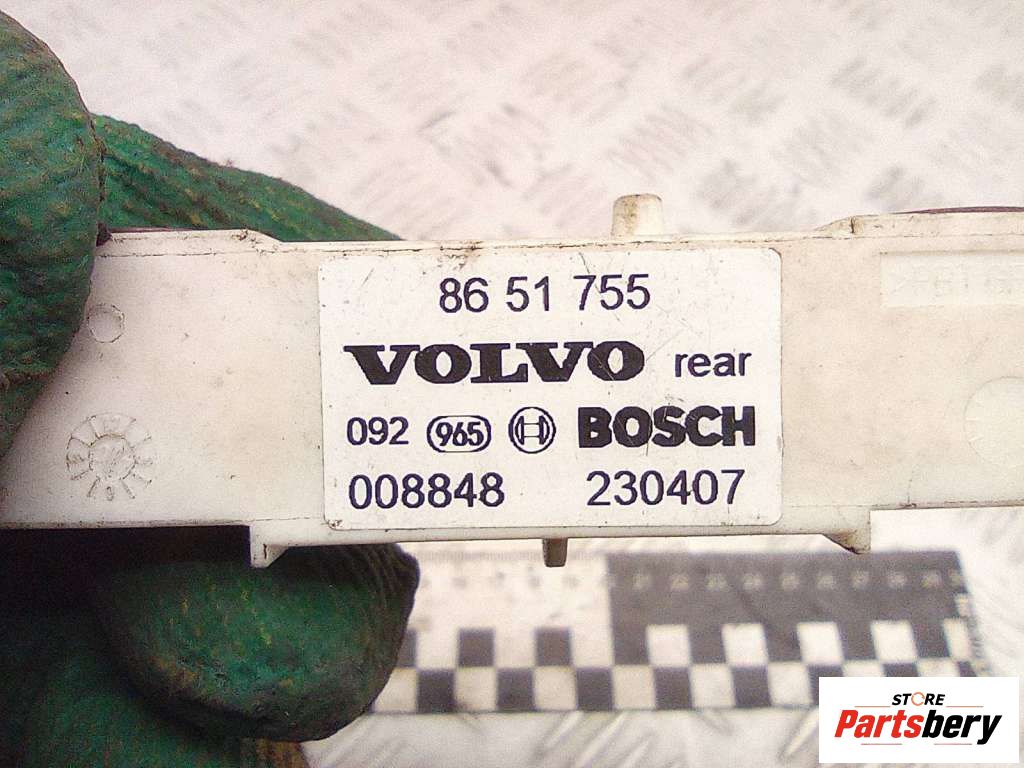 86 51 755
VOLVO rear
092 965 BOSCH
008848 230407
STORE
Partsbery